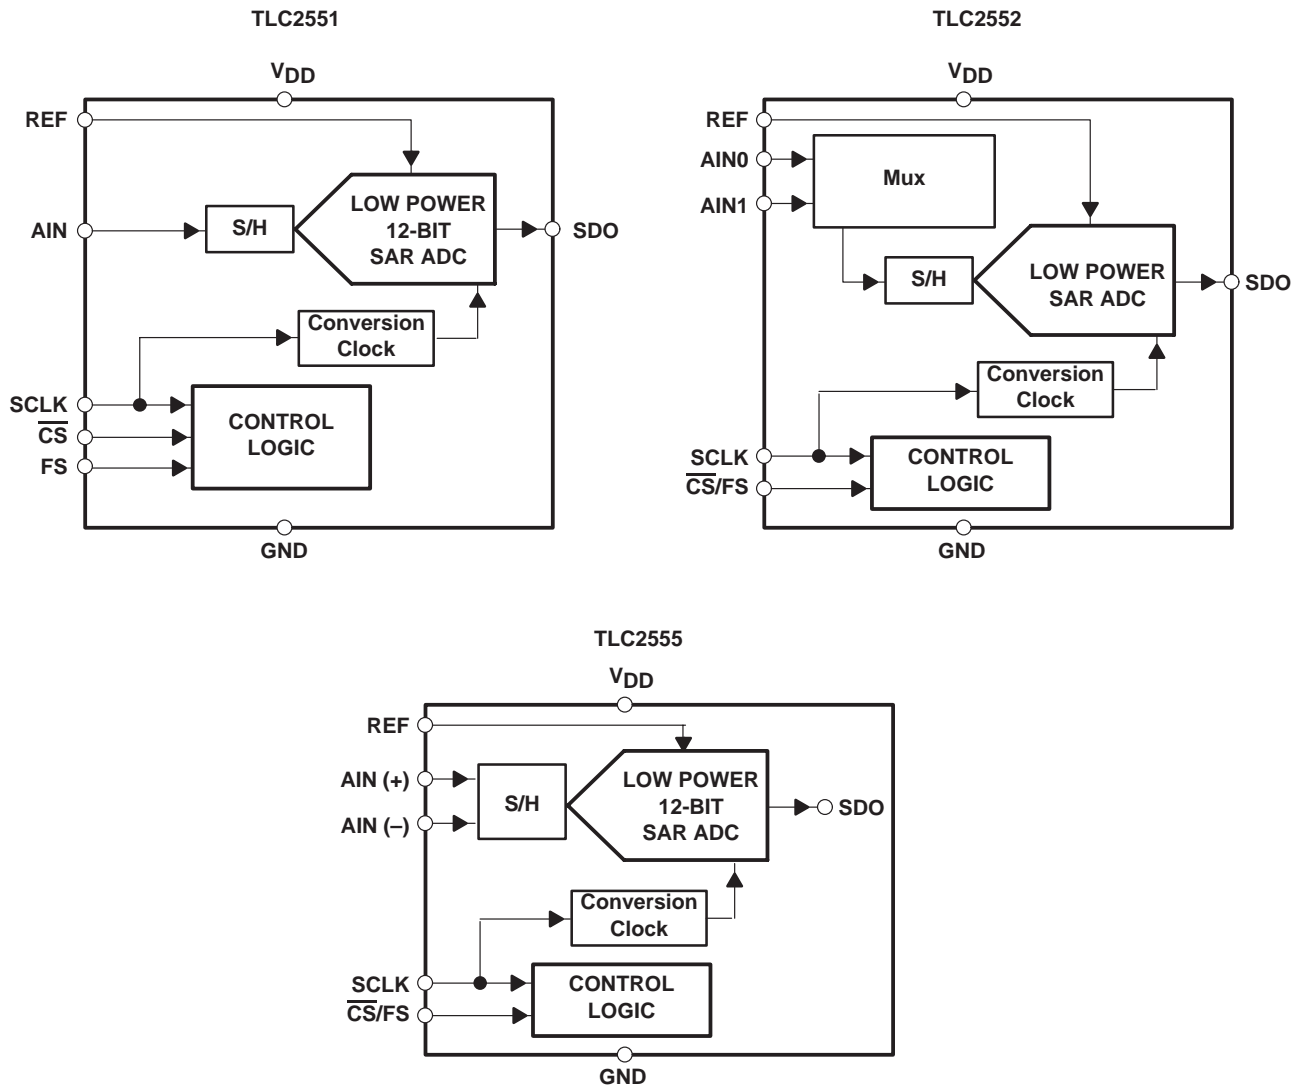 TLC2551
VDD
REF
AIN
S/H
LOW POWER
12-BIT
SAR ADC
SDO
Conversion
Clock
SCLK
CS
FS
CONTROL
LOGIC
GND
TLC2552
VDD
REF
AIN0
AIN1
Mux
S/H
LOW POWER
SAR ADC
SDO
Conversion
Clock
SCLK
CS/FS
CONTROL
LOGIC
GND
TLC2555
VDD
REF
AIN (+)
AIN (–)
S/H
LOW POWER
12-BIT
SAR ADC
SDO
Conversion
Clock
SCLK
CS/FS
CONTROL
LOGIC
GND